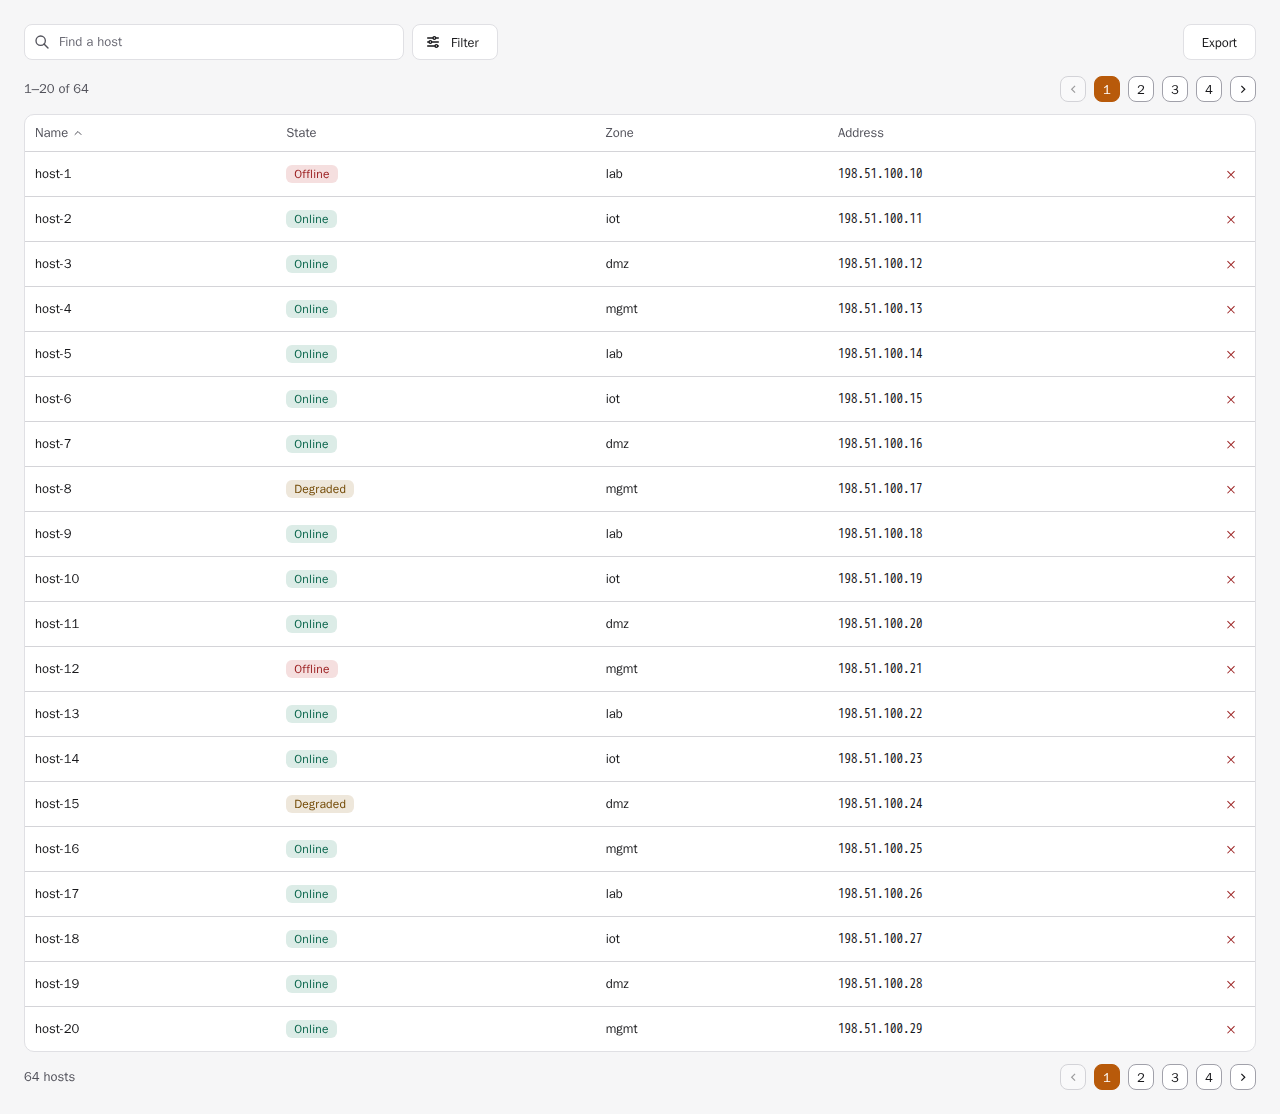 Find a host
Filter
Export
1–20 of 64
1 2 3 4
Name State Zone Address
host-1 Offline lab 198.51.100.10
host-2 Online iot 198.51.100.11
host-3 Online dmz 198.51.100.12
host-4 Online mgmt 198.51.100.13
host-5 Online lab 198.51.100.14
host-6 Online iot 198.51.100.15
host-7 Online dmz 198.51.100.16
host-8 Degraded mgmt 198.51.100.17
host-9 Online lab 198.51.100.18
host-10 Online iot 198.51.100.19
host-11 Online dmz 198.51.100.20
host-12 Offline mgmt 198.51.100.21
host-13 Online lab 198.51.100.22
host-14 Online iot 198.51.100.23
host-15 Degraded dmz 198.51.100.24
host-16 Online mgmt 198.51.100.25
host-17 Online lab 198.51.100.26
host-18 Online iot 198.51.100.27
host-19 Online dmz 198.51.100.28
host-20 Online mgmt 198.51.100.29
64 hosts
1 2 3 4